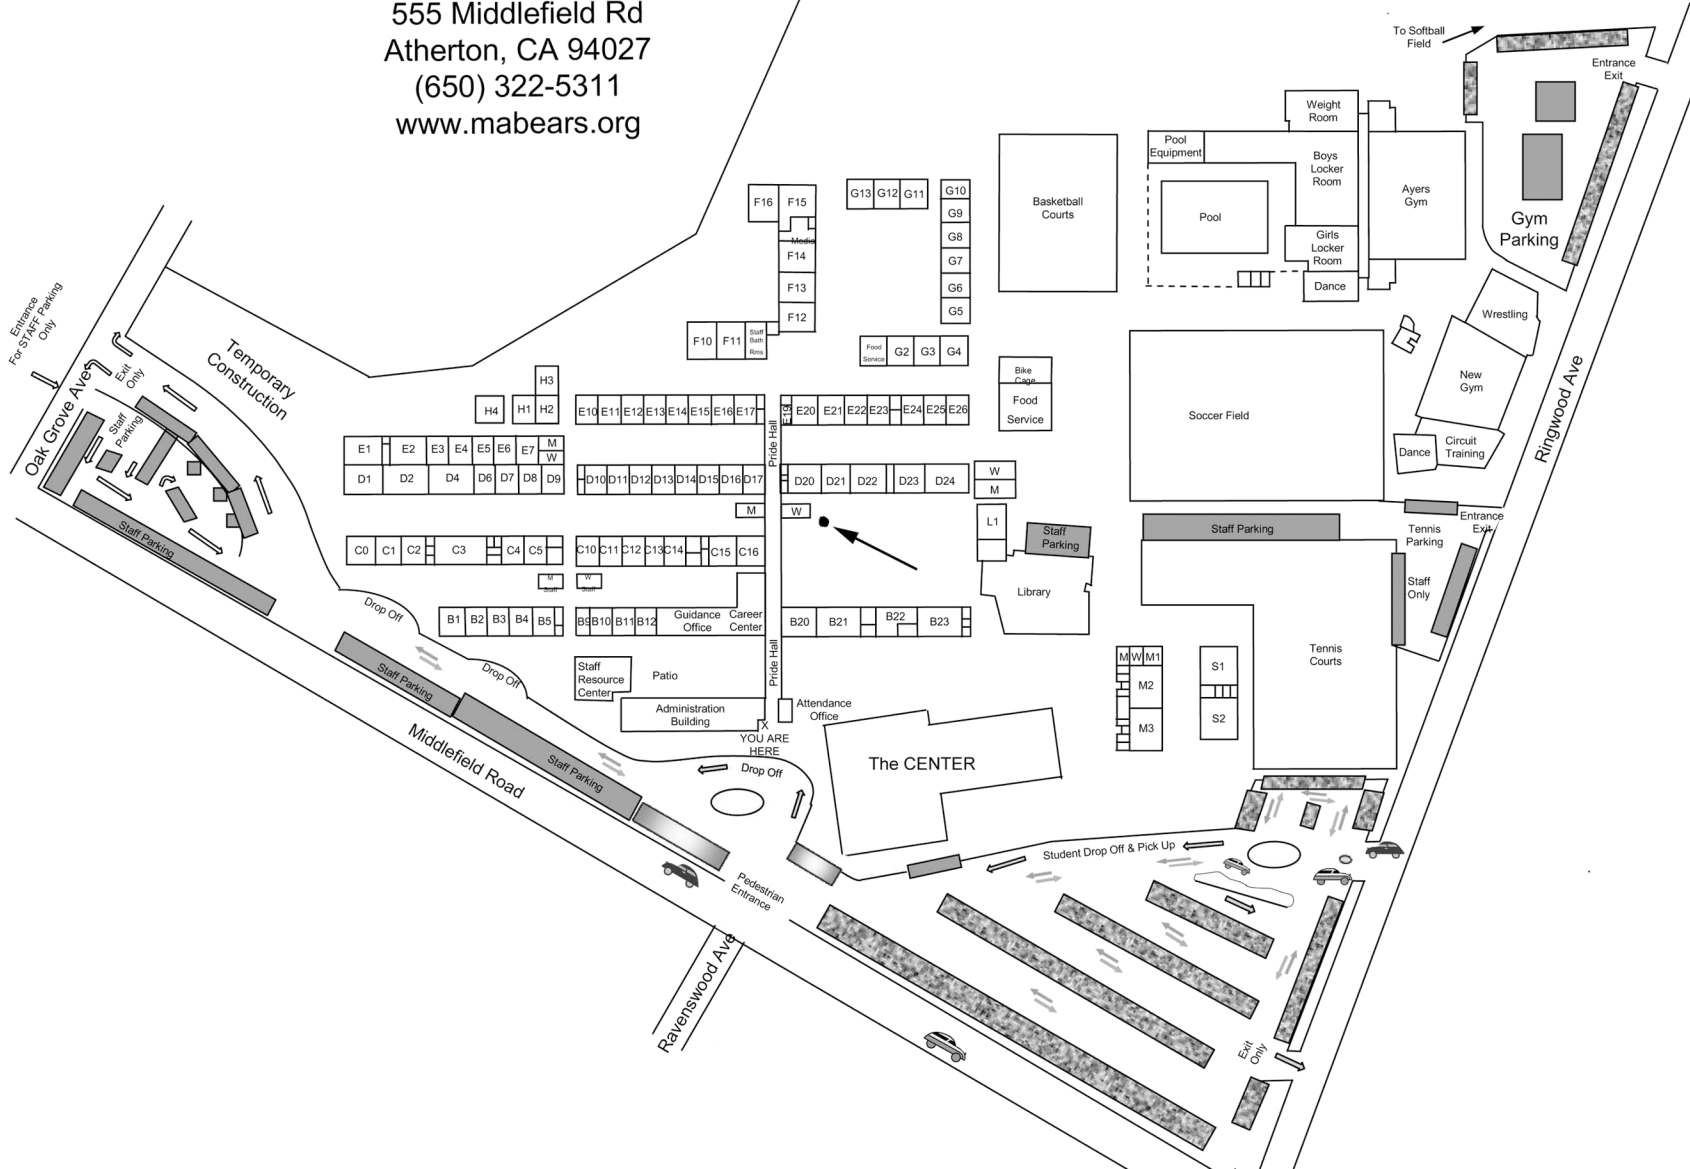 555 Middlefield Rd
Atherton, CA 94027
(650) 322-5311
www.mabears.org
To Softball
Field
Entrance
Exit
Gym
Parking
Weight
Room
Pool
Equipment
Boys
Locker
Room
Ayers
Gym
Pool
Girls
Locker
Room
Dance
Basketball
Courts
G13 G12 G11
G10
G9
G8
G7
G6
G5
Food
Service
G2 G3 G4
F16 F15
Media
F14
F13
F12
F10 F11
Staff
Bath
Rms
Wrestling
New
Gym
Dance
Circuit
Training
Ringwood Ave
Soccer Field
Bike
Cage
Food
Service
Entrance
For STAFF Parking
Only
Exit
Only
Oak Grove Ave
Staff
Parking
Staff Parking
Temporary
Construction
H3
H4
H1 H2
E10 E11 E12 E13 E14 E15 E16 E17
E19 E20 E21 E22 E23 E24 E25 E26
E1 E2 E3 E4 E5 E6 E7
M
W
Pride Hall
D1 D2 D4 D6 D7 D8 D9
D10 D11 D12 D13 D14 D15 D16 D17
D20 D21 D22 D23 D24
W
M
M W
L1
Staff
Parking
Staff Parking
Tennis
Parking
Entrance
Exit
Staff
Only
C0 C1 C2 C3 C4 C5
C10 C11 C12 C13 C14 C15 C16
M
Staff
W
Staff
Library
Drop Off
B1 B2 B3 B4 B5
B9 B10 B11 B12
Guidance
Office
Career
Center
B20 B21 B22 B23
Pride Hall
Tennis
Courts
M W M1
M2
M3
S1
S2
Staff
Resource
Center
Patio
Administration
Building
Attendance
Office
X
YOU ARE
HERE
Drop Off
Staff Parking
Staff Parking
Middlefield Road
Drop Off
The CENTER
Student Drop Off & Pick Up
Pedestrian
Entrance
Ravenswood Ave
Exit
Only